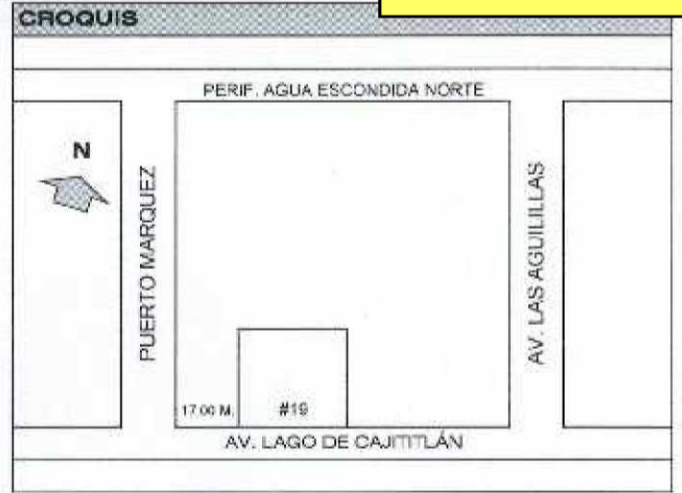 CROQUIS
PERIF. AGUA ESCONDIDA NORTE
N
PUERTO MARQUEZ
AV. LAS AGUILILLAS
17.00 M.
#19
AV. LAGO DE CAJITITLÁN